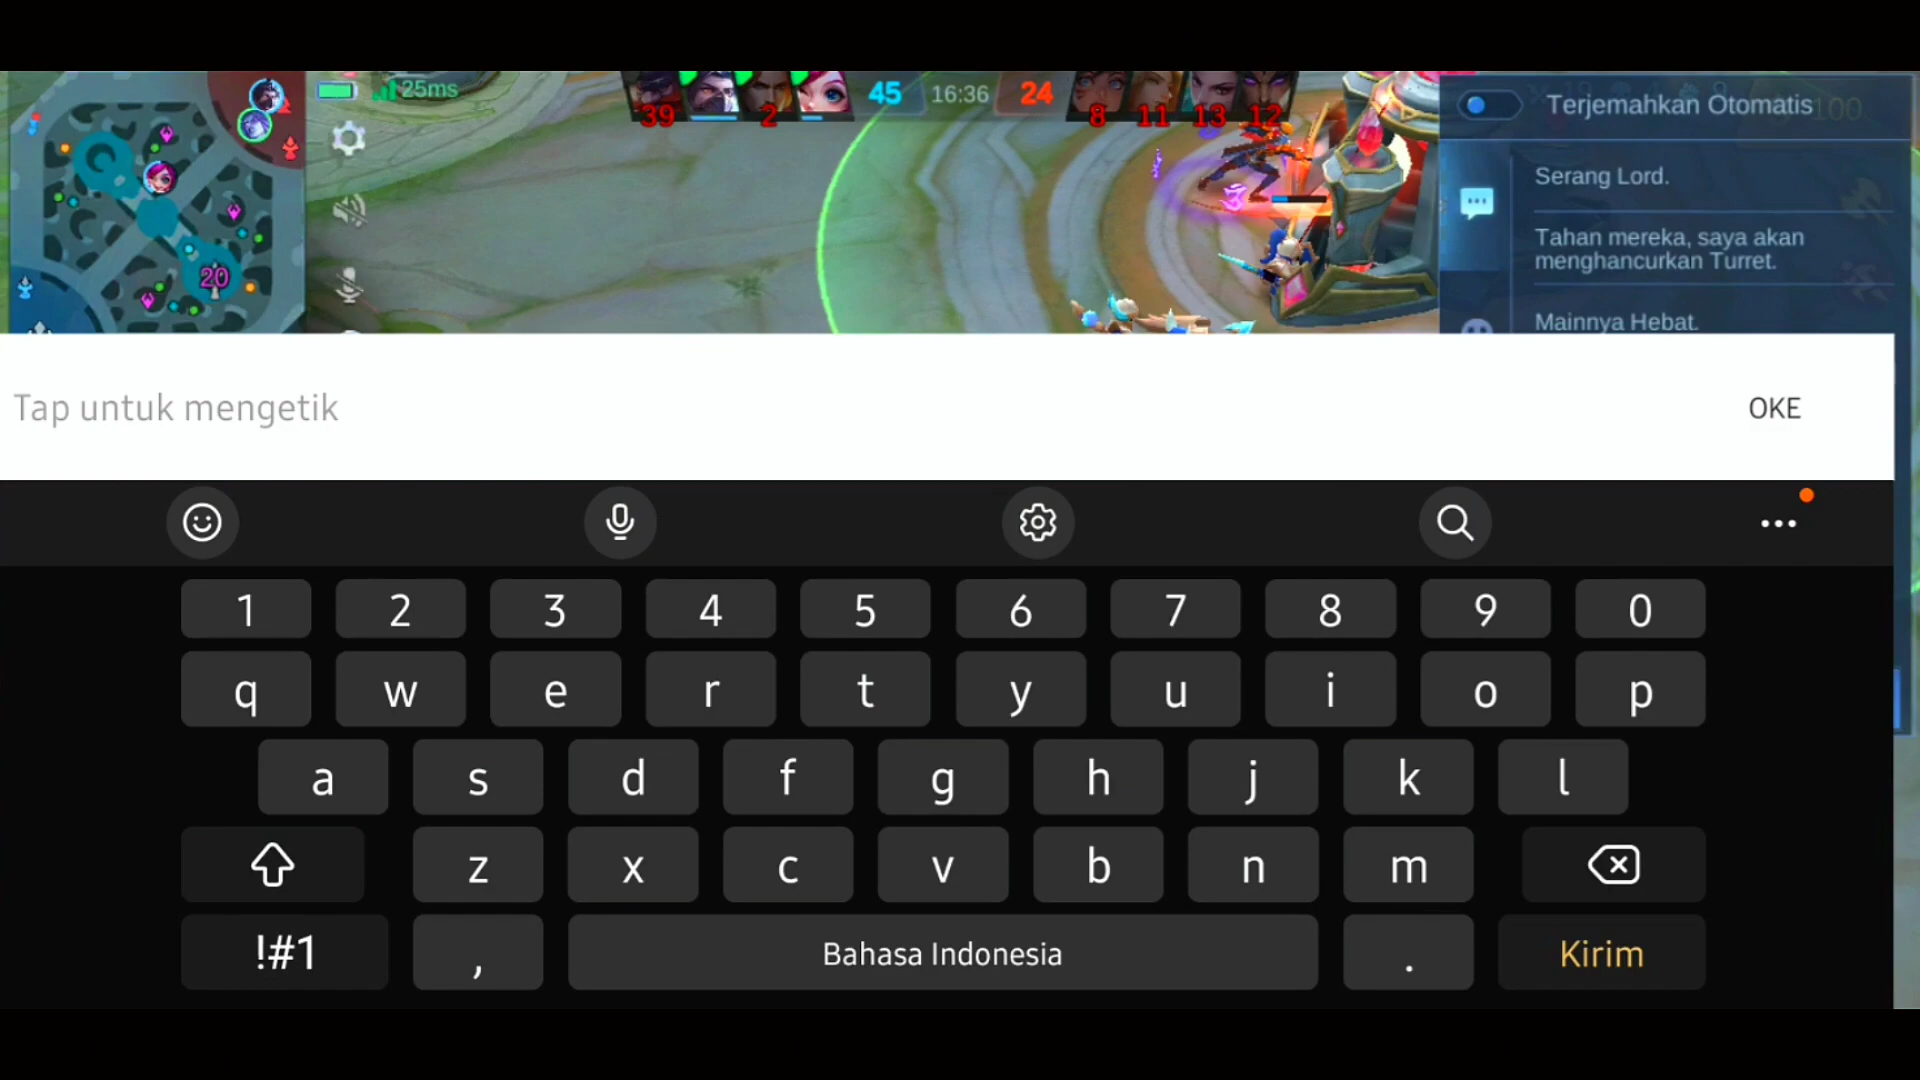 25ms
39
2
45
16:36
24
8
11
13
12
20
Terjemahkan Otomatis
100
Serang Lord.
Tahan mereka, saya akan
menghancurkan Turret.
Mainnya Hebat.
Tap untuk mengetik
OKE
1 2 3 4 5 6 7 8 9 0
q w e r t y u i o p
a s d f g h j k l
z x c v b n m
!#1 , Bahasa Indonesia . Kirim